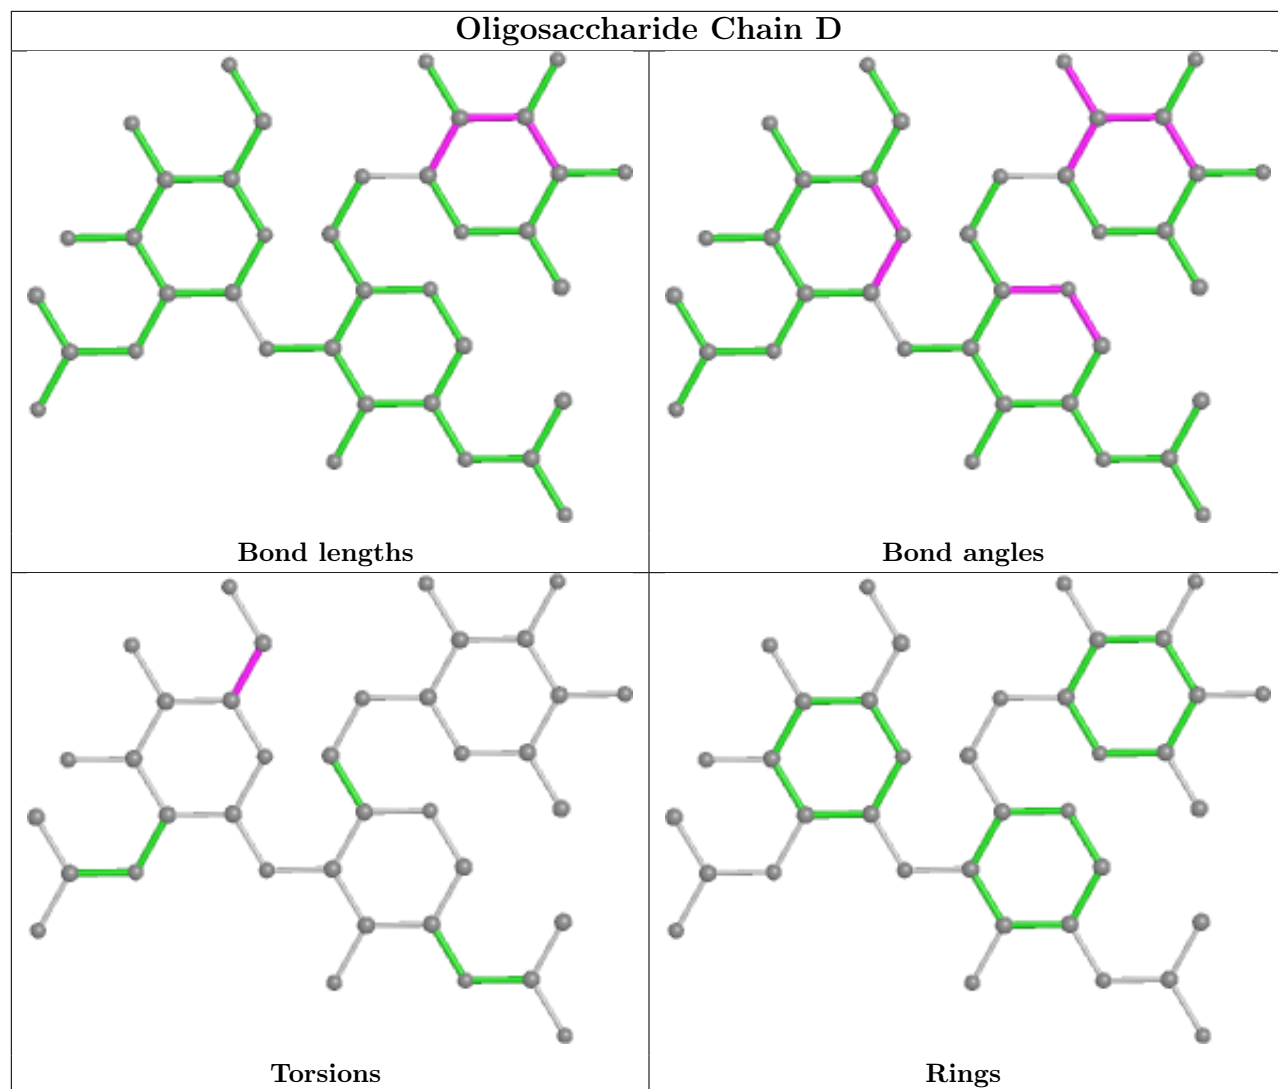 Oligosaccharide Chain D
Bond lengths
Bond angles
Torsions
Rings